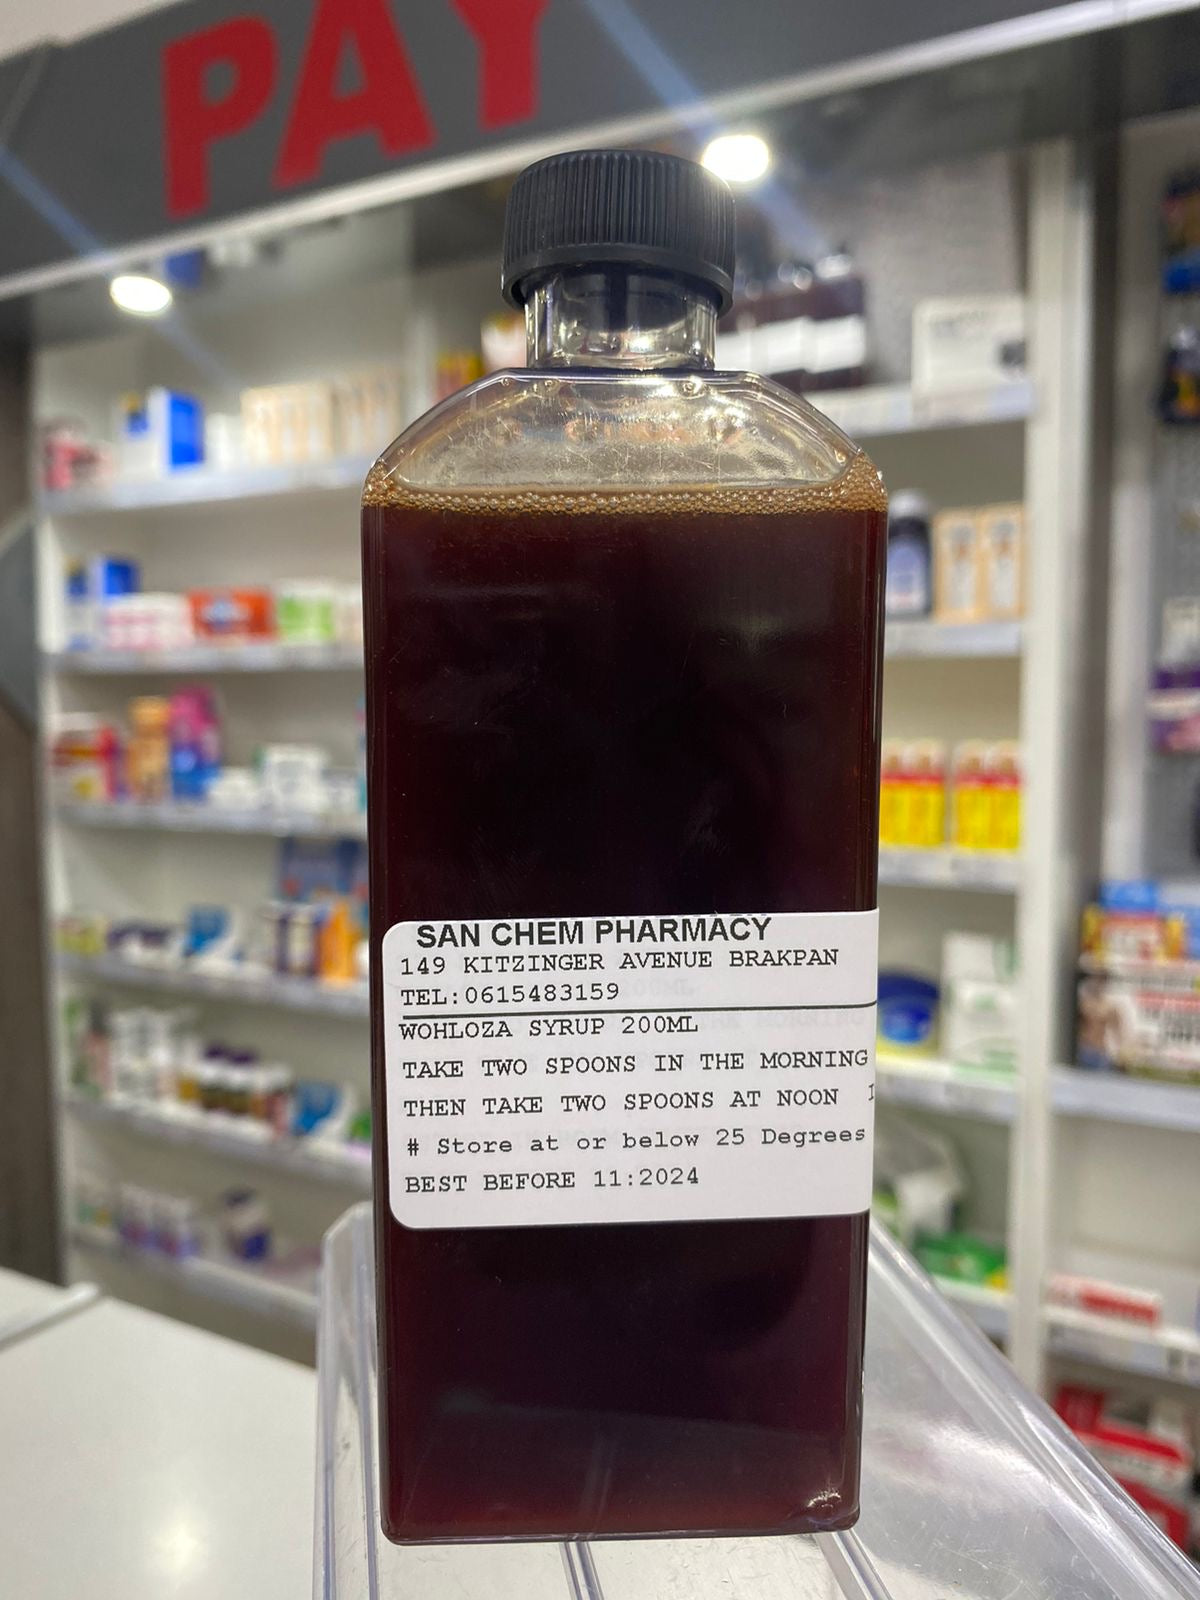 PAY
SAN CHEM PHARMACY
149 KITZINGER AVENUE BRAKPAN
TEL:0615483159
WOHLOZA SYRUP 200ML
TAKE TWO SPOONS IN THE MORNING
THEN TAKE TWO SPOONS AT NOON
# Store at or below 25 Degrees
BEST BEFORE 11:2024